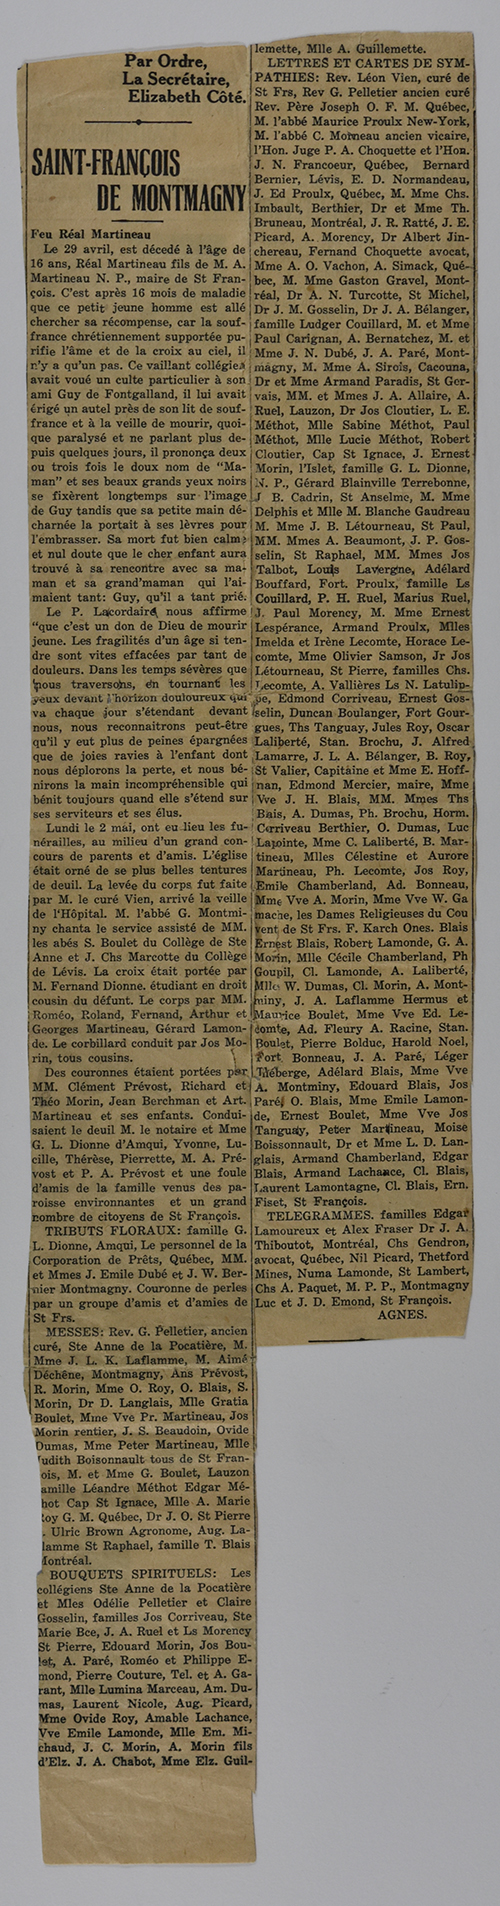 Par Ordre,
La Secrétaire,
Elizabeth Côté.
SAINT-FRANÇOIS
DE MONTMAGNY
Feu Réal Martineau
Le 29 avril, est décédé à l'âge de
16 ans, Réal Martineau fils de M. A.
Martineau N. P., maire de St Fran-
çois. C'est après 16 mois de maladie
que ce petit jeune homme est allé
chercher sa récompense, car la souf-
france chrétiennement supportée pu-
rifie l'âme et de la croix au ciel, il
n'y a qu'un pas. Ce vaillant collégien
avait voué un culte particulier à son
ami Guy de Fontgalland, il lui avait
érigé un autel près de son lit de souf-
france et à la veille de mourir, quoi-
que paralysé et ne parlant plus de-
puis quelques jours, il prononça deux
ou trois fois le doux nom de "Ma-
man" et ses beaux grands yeux noirs
se fixèrent longtemps sur l'image
de Guy tandis que sa petite main dé-
charnée la portait à ses lèvres pour
l'embrasser. Sa mort fut bien calme
et nul doute que le cher enfant aura
trouvé à sa rencontre avec sa ma-
man et sa grand'maman qui l'ai-
maient tant: Guy, qu'il a tant prié.
Le P. Lacordaire, nous affirme
"que c'est un don de Dieu de mourir
jeune. Les fragilités d'un âge si ten-
dre sont vites effacées par tant de
douleurs. Dans les temps sévères que
nous traversons, en tournant les
yeux devant l'horizon douloureux qui
va chaque jour s'étendant devant
nous, nous reconnaitrons peut-être
qu'il y eut plus de peines épargnées
que de joies ravies à l'enfant dont
nous déplorons la perte, et nous bé-
nirons la main incompréhensible qui
bénit toujours quand elle s'étend sur
ses serviteurs et ses élus.
Lundi le 2 mai, ont eu lieu les fu-
nérailles, au milieu d'un grand con-
cours de parents et d'amis. L'église
était orné de se plus belles tentures
de deuil. La levée du corps fut faite
par M. le curé Vien, arrivé la veille
de l'Hôpital. M. l'abbé G. Montmi-
ny chanta le service assisté de MM.
les abés S. Boulet du Collège de Ste
Anne et J. Chs Marcotte du Collège
de Lévis. La croix était portée par
M. Fernand Dionne. étudiant en droit
cousin du défunt. Le corps par MM.
Roméo, Roland, Fernand, Arthur et
Georges Martineau, Gérard Lamon-
de. Le corbillard conduit par Jos Mo-
rin, tous cousins.
Des couronnes étaient portées par
MM. Clément Prévost, Richard et
Théo Morin, Jean Berchman et Art.
Martineau et ses enfants. Condui-
saient le deuil M. le notaire et Mme
G. L. Dionne d'Amqui, Yvonne, Lu-
cille, Thérèse, Pierrette, M. A. Pré-
vost et P. A. Prévost et une foule
d'amis de la famille venus des pa-
roisse environnantes et un grand
nombre de citoyens de St François.
TRIBUTS FLORAUX: famille G.
L. Dionne, Amqui, Le personnel de la
Corporation de Prêts, Québec, MM.
et Mmes J. Emile Dubé et J. W. Ber-
nier Montmagny. Couronne de perles
par un groupe d'amis et d'amies de
St Frs.
MESSES: Rev. G. Pelletier, ancien
curé, Ste Anne de la Pocatière, M.
Mme J. L. K. Laflamme, M. Aimé
Déchêne, Montmagny, Ans Prévost,
R. Morin, Mme O. Roy, O. Blais, S.
Morin, Dr D. Langlais, Mlle Gratia
Boulet, Mme Vve Pr. Martineau, Jos
Morin rentier, J. S. Beaudoin, Ovide
Dumas, Mme Peter Martineau, Mlle
udith Boisonnault tous de St Fran-
ois, M. et Mme G. Boulet, Lauzon
amille Léandre Méthot Edgar Mé-
hot Cap St Ignace, Mlle A. Marie
oy G. M. Québec, Dr J. O. St Pierre
. Ulric Brown Agronome, Aug. La-
lamme St Raphael, famille T. Blais
Montréal.
BOUQUETS SPIRITUELS: Les
collégiens Ste Anne de la Pocatière
et Mles Odélie Pelletier et Claire
Gosselin, familles Jos Corriveau, Ste
Marie Bce, J. A. Ruel et Ls Morency
St Pierre, Edouard Morin, Jos Bou-
let, A. Paré, Roméo et Philippe E-
mond, Pierre Couture, Tel. et A. Ga-
rant, Mlle Lumina Marceau, Am. Du-
mas, Laurent Nicole, Aug. Picard,
Mme Ovide Roy, Amable Lachance,
Vve Emile Lamonde, Mlle Em. Mi-
chaud, J. C. Morin, A. Morin fils
d'Elz. J. A. Chabot, Mme Elz. Guil-
lemette, Mlle A. Guillemette.
LETTRES ET CARTES DE SYM-
PATHIES: Rev. Léon Vien, curé de
St Frs, Rev G. Pelletier ancien curé
Rev. Père Joseph O. F. M. Québec,
M. l'abbé Maurice Proulx New-York,
M. l'abbé C. Morneau ancien vicaire,
l'Hon. Juge P. A. Choquette et l'Hon.
J. N. Francoeur, Québec, Bernard
Bernier, Lévis, E. D. Normandeau,
J. Ed Proulx, Québec, M. Mme Chs.
Imbault, Berthier, Dr et Mme Th.
Bruneau, Montréal, J. R. Ratté, J. E.
Picard, A. Morency, Dr Albert Jin-
chereau, Fernand Choquette avocat,
Mme A. O. Vachon, A. Simack, Qué-
bec, M. Mme Gaston Gravel, Mont-
réal, Dr A. N. Turcotte, St Michel,
Dr J. M. Gosselin, Dr J. A. Bélanger,
famille Ludger Couillard, M. et Mme
Paul Carignan, A. Bernatchez, M. et
Mme J. N. Dubé, J. A. Paré, Mont-
magny, M. Mme A. Sirois, Cacouna,
Dr et Mme Armand Paradis, St Ger-
vais, MM. et Mmes J. A. Allaire, A.
Ruel, Lauzon, Dr Jos Cloutier, L. E.
Méthot, Mlle Sabine Méthot, Paul
Méthot, Mlle Lucie Méthot, Robert
Cloutier, Cap St Ignace, J. Ernest
Morin, l'Islet, famille G. L. Dionne,
N. P., Gérard Blainville Terrebonne,
J B. Cadrin, St Anselme, M. Mme
Delphis et Mlle M. Blanche Gaudreau
M. Mme J. B. Létourneau, St Paul,
MM. Mmes A. Beaumont, J. P. Gos-
selin, St Raphael, MM. Mmes Jos
Talbot, Louis Lavergne, Adélard
Bouffard, Fort. Proulx, famille Ls
Couillard, P. H. Ruel, Marius Ruel,
J. Paul Morency, M. Mme Ernest
Lespérance, Armand Proulx, Mlles
Imelda et Irène Lecomte, Horace Le-
comte, Mme Olivier Samson, Jr Jos
Létourneau, St Pierre, familles Chs.
Lecomte, A. Vallières Ls N. Latulip-
pe, Edmond Corriveau, Ernest Gos-
selin, Duncan Boulanger, Fort Gour-
gues, Ths Tanguay, Jules Roy, Oscar
Laliberté, Stan. Brochu, J. Alfred
Lamarre, J. L. A. Bélanger, B. Roy,
St Valier, Capitaine et Mme E. Hoff-
nan, Edmond Mercier, maire, Mme
Vve J. H. Blais, MM. Mmes Ths
Bais, A. Dumas, Ph. Brochu, Horm.
Corriveau Berthier, O. Dumas, Luc
Lapointe, Mme C. Laliberté, B. Mar-
tineau, Mlles Célestine et Aurore
Martineau, Ph. Lecomte, Jos Roy,
Emile Chamberland, Ad. Bonneau,
Mme Vve A. Morin, Mme Vve W. Ga
mache, les Dames Religieuses du Cou
vent de St Frs. F. Karch Ones. Blais
Ernest Blais, Robert Lamonde, G. A.
Morin, Mlle Cécile Chamberland, Ph
Goupil, Cl. Lamonde, A. Laliberté,
Mlle W. Dumas, Cl. Morin, A. Mont-
miny, J. A. Laflamme Hermus et
Maurice Boulet, Mme Vve Ed. Le-
comte, Ad. Fleury A. Racine, Stan.
Boulet, Pierre Bolduc, Harold Noel,
Fort. Bonneau, J. A. Paré, Léger
Théberge, Adélard Blais, Mme Vve
A. Montminy, Edouard Blais, Jos
Paré, O. Blais, Mme Emile Lamon-
de, Ernest Boulet, Mme Vve Jos
Tanguay, Peter Martineau, Moise
Boissonnault, Dr et Mme L. D. Lan-
glais, Armand Chamberland, Edgar
Blais, Armand Lachance, Cl. Blais,
Laurent Lamontagne, Cl. Blais, Ern.
Fiset, St François.
TELEGRAMMES. familles Edgar
Lamoureux et Alex Fraser Dr J. A.
Thiboutot, Montréal, Chs Gendron,
avocat, Québec, Nil Picard, Thetford
Mines, Numa Lamonde, St Lambert,
Chs A. Paquet, M. P. P., Montmagny
Luc et J. D. Emond, St François.
AGNES.